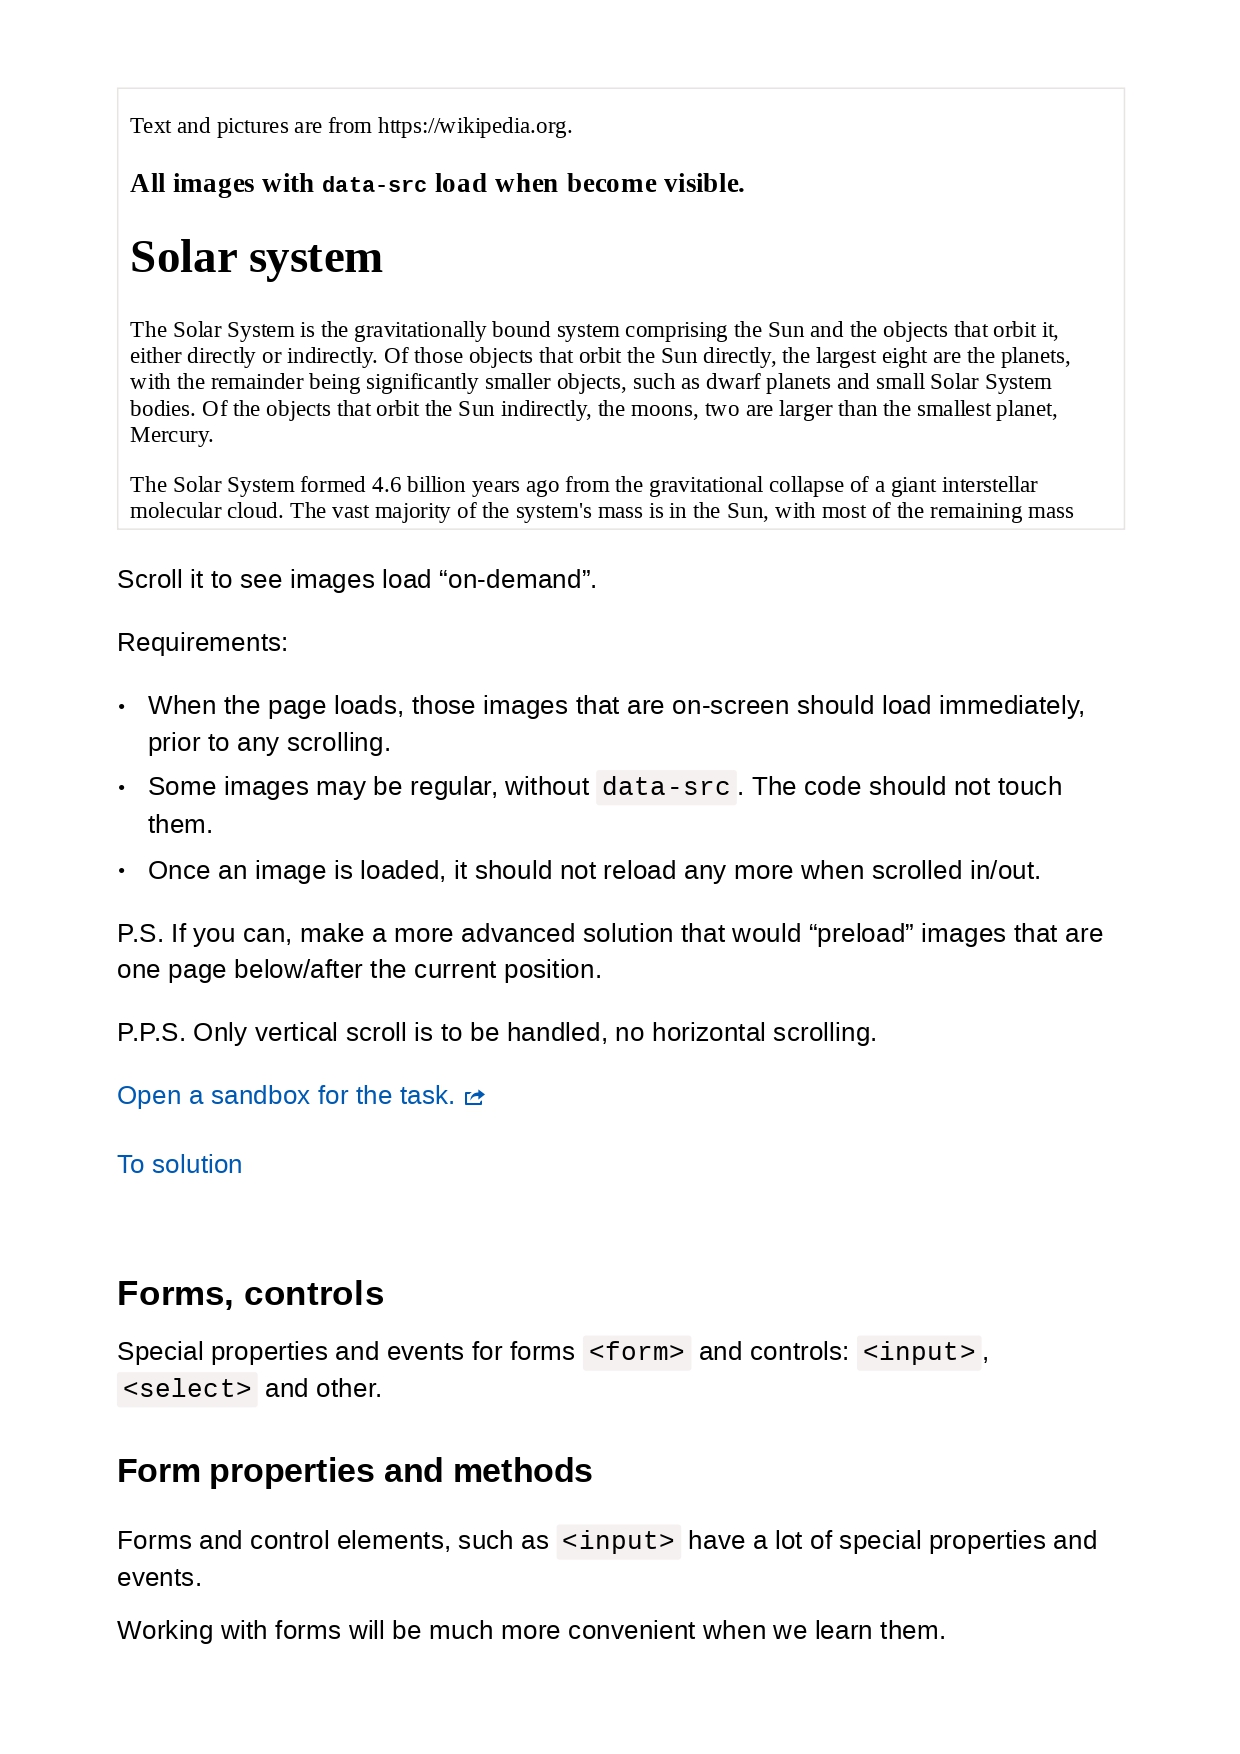 Text and pictures are from https://wikipedia.org.
All images with data-src load when become visible.
Solar system
The Solar System is the gravitationally bound system comprising the Sun and the objects that orbit it,
either directly or indirectly. Of those objects that orbit the Sun directly, the largest eight are the planets,
with the remainder being significantly smaller objects, such as dwarf planets and small Solar System
bodies. Of the objects that orbit the Sun indirectly, the moons, two are larger than the smallest planet,
Mercury.
The Solar System formed 4.6 billion years ago from the gravitational collapse of a giant interstellar
molecular cloud. The vast majority of the system's mass is in the Sun, with most of the remaining mass
Scroll it to see images load “on-demand”.
Requirements:
• When the page loads, those images that are on-screen should load immediately,
prior to any scrolling.
• Some images may be regular, without data-src. The code should not touch
them.
• Once an image is loaded, it should not reload any more when scrolled in/out.
P.S. If you can, make a more advanced solution that would “preload” images that are
one page below/after the current position.
P.P.S. Only vertical scroll is to be handled, no horizontal scrolling.
Open a sandbox for the task.
To solution
Forms, controls
Special properties and events for forms <form> and controls: <input>,
<select> and other.
Form properties and methods
Forms and control elements, such as <input> have a lot of special properties and
events.
Working with forms will be much more convenient when we learn them.